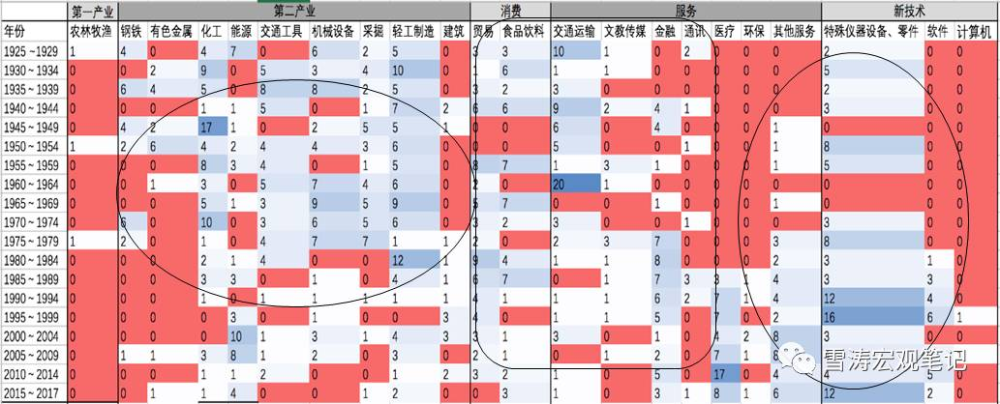 第一产业 第二产业 消费 服务 新技术
年份 农林牧渔 钢铁 有色金属 化工 能源 交通工具 机械设备 采掘 轻工制造 建筑 贸易 食品饮料 交通运输 文教传媒 金融 通讯 医疗 环保 其他服务 特殊仪器设备、零件 软件 计算机
1925~1929 1 4 0 4 7 5 3 2 5 0 3 3 10 1 0 2 0 0 0 2 0 0
1930~1934 0 0 2 9 0 5 3 4 10 0 1 6 1 1 0 0 0 0 0 5 0 0
1935~1939 0 6 4 5 0 8 8 2 5 0 3 2 3 0 0 0 0 0 0 2 0 0
1940~1944 0 0 0 1 1 5 0 1 7 2 6 6 9 2 4 1 0 0 0 3 0 0
1945~1949 0 4 2 17 1 0 2 5 5 1 0 0 6 0 4 0 0 0 1 0 0 0
1950~1954 1 2 6 4 2 4 4 3 6 0 0 0 5 0 0 1 0 0 1 8 0 0
1955~1959 0 0 0 8 3 4 0 1 5 0 8 7 1 3 1 0 0 0 1 5 0 0
1960~1964 0 0 1 3 0 5 7 4 6 0 2 0 20 1 0 0 0 0 0 0 0 0
1965~1969 0 0 0 5 1 3 9 5 9 0 5 7 0 0 1 0 0 0 1 0 0 0
1970~1974 0 6 0 10 0 3 6 5 6 0 3 2 3 0 0 1 0 0 0 3 0 0
1975~1979 1 2 0 1 0 4 7 7 1 1 2 0 2 3 7 0 0 0 3 8 0 0
1980~1984 0 0 0 2 1 4 0 0 12 1 9 4 1 1 8 0 0 0 2 3 1 0
1985~1989 0 0 0 3 3 0 1 0 4 1 6 7 1 1 7 3 3 1 4 3 3 0
1990~1994 0 0 0 1 0 1 1 1 1 1 4 1 1 1 6 2 1 1 4 12 4 0
1995~1999 0 0 0 0 3 0 1 0 0 3 4 0 1 1 5 0 7 0 2 16 6 1
2000~2004 0 0 0 0 10 1 3 1 4 3 3 1 3 0 1 0 4 2 8 3 0
2005~2009 0 1 1 3 8 1 2 0 3 0 2 1 0 1 2 0 7 1 6
2010~2014 0 0 0 1 1 2 0 0 1 2 3 2 0 1 5 0 17 0 4 4 5 0
2015~2017 0 0 1 1 4 0 1 2 0 0 0 3 0 0 3 1 8 1 6 12 2 0
雪涛宏观笔记